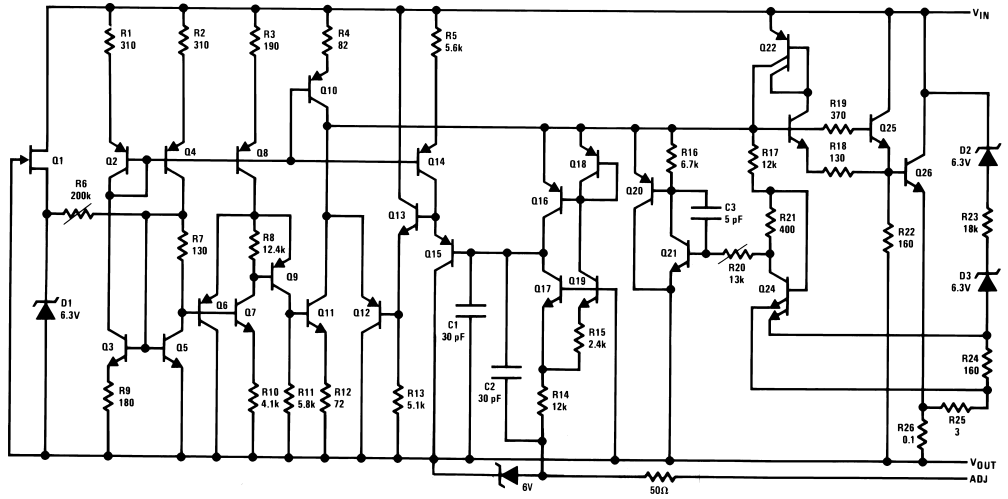 VIN
R1
310
R2
310
R3
190
R4
82
R5
5.6k
Q22
Q10
R19
370
Q25
R18
130
Q1
Q2
Q4
Q8
Q14
Q18
Q20
R16
6.7k
R17
12k
Q26
D2
6.3V
R6
200k
Q13
Q16
C3
5 pF
R7
130
R8
12.4k
Q9
Q15
Q21
R20
13k
R21
400
R22
160
R23
18k
D1
6.3V
Q6
Q7
Q11
Q12
Q17
Q19
Q24
D3
6.3V
Q3
Q5
C1
30 pF
R15
2.4k
R9
180
R10
4.1k
R11
5.8k
R12
72
R13
5.1k
C2
30 pF
R14
12k
R24
160
R25
3
R26
0.1
VOUT
6V
50Ω
ADJ